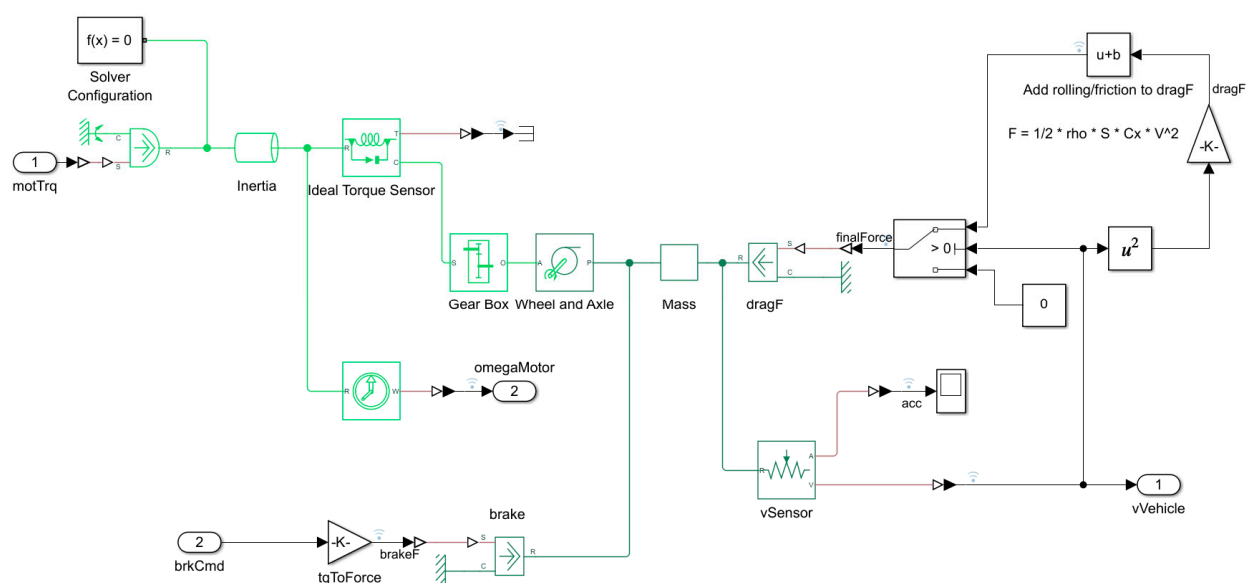 f(x) = 0
Solver
Configuration
C
S
R
1
motTrq
Inertia
R
T
C
Ideal Torque Sensor
u+b
Add rolling/friction to dragF
dragF
F = 1/2 * rho * S * Cx * V^2
-K-
finalForce
> 0
u²
0
S
O
Gear Box
A
P
Wheel and Axle
Mass
R
S
C
dragF
R
W
omegaMotor
2
acc
R
A
V
vSensor
1
vVehicle
2
brkCmd
-K-
tqToForce
brakeF
brake
S
C
R